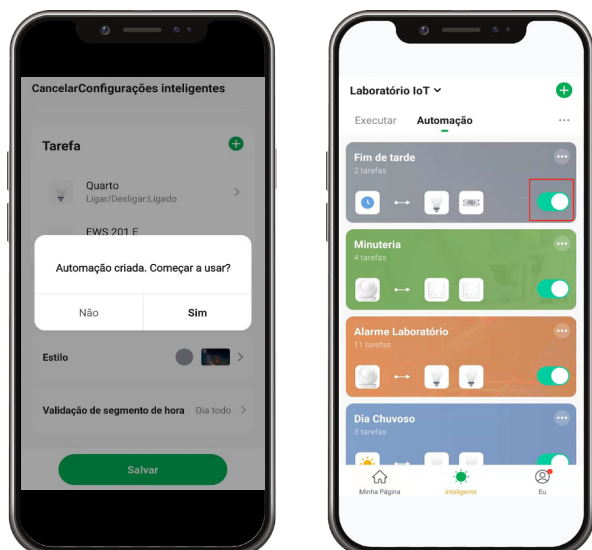 CancelarConfigurações inteligentes
Tarefa
Quarto
Ligar/Desligar:Ligado
EWS 201 E
Automação criada. Começar a usar?
Não
Sim
Estilo
Validação de segmento de hora Dia todo
Salvar
Laboratório IoT
Executar Automação
Fim de tarde
2 tarefas
Minuteria
4 tarefas
Alarme Laboratório
11 tarefas
Dia Chuvoso
3 tarefas
Minha Página Inteligente Eu